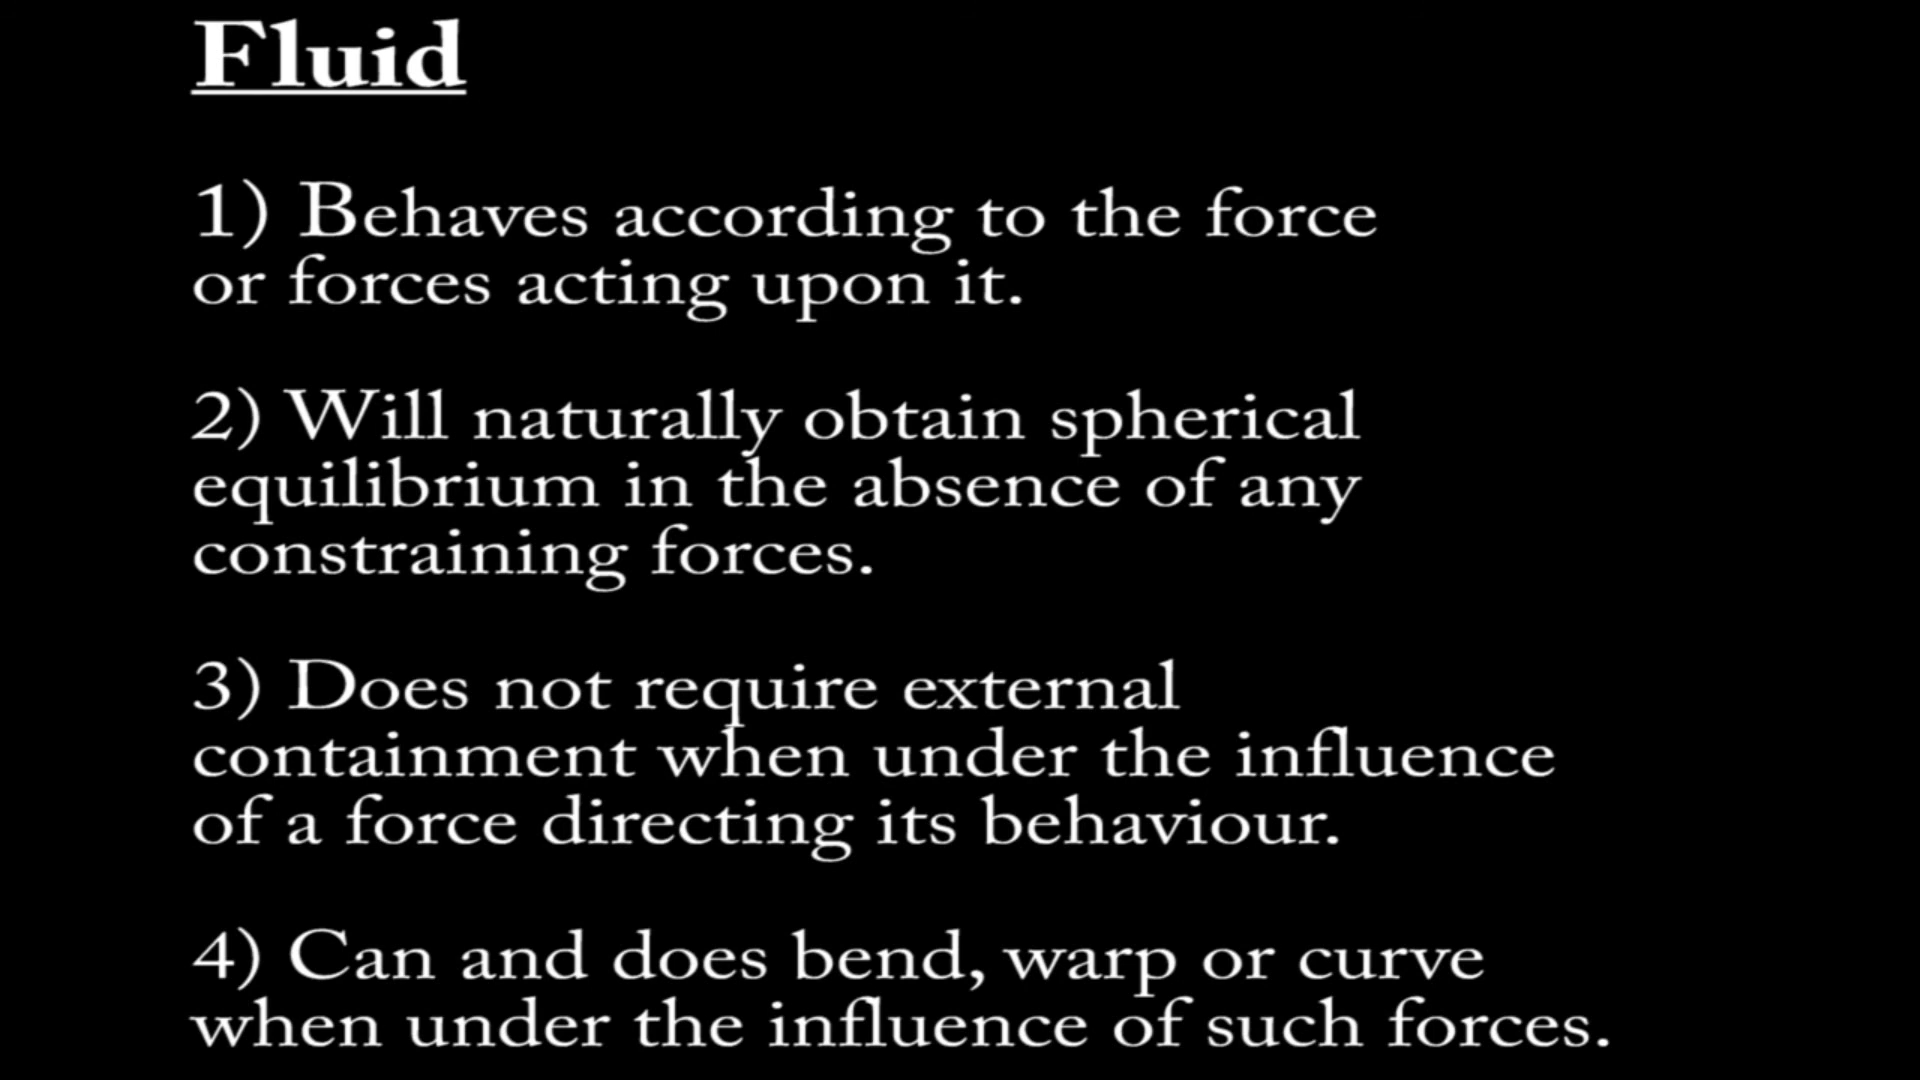 Fluid
1) Behaves according to the force
or forces acting upon it.
2) Will naturally obtain spherical
equilibrium in the absence of any
constraining forces.
3) Does not require external
containment when under the influence
of a force directing its behaviour.
4) Can and does bend, warp or curve
when under the influence of such forces.